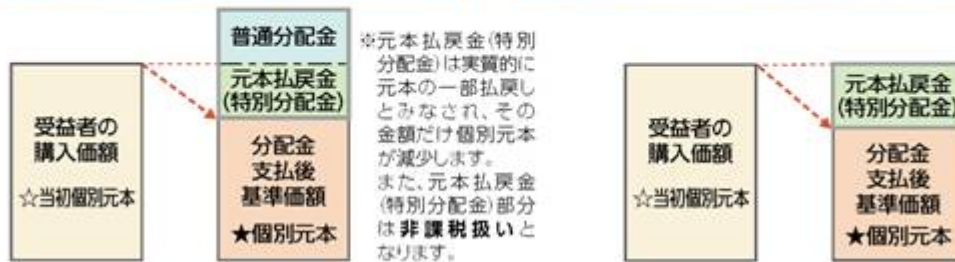 普通分配金
元本払戻金
(特別分配金)
受益者の
購入価額
☆当初個別元本
分配金
支払後
基準価額
★個別元本
※元本払戻金(特別
分配金)は実質的に
元本の一部払戻し
とみなされ、その
金額だけ個別元本
が減少します。
また、元本払戻金
(特別分配金)部分
は非課税扱いと
なります。
受益者の
購入価額
☆当初個別元本
元本払戻金
(特別分配金)
分配金
支払後
基準価額
★個別元本